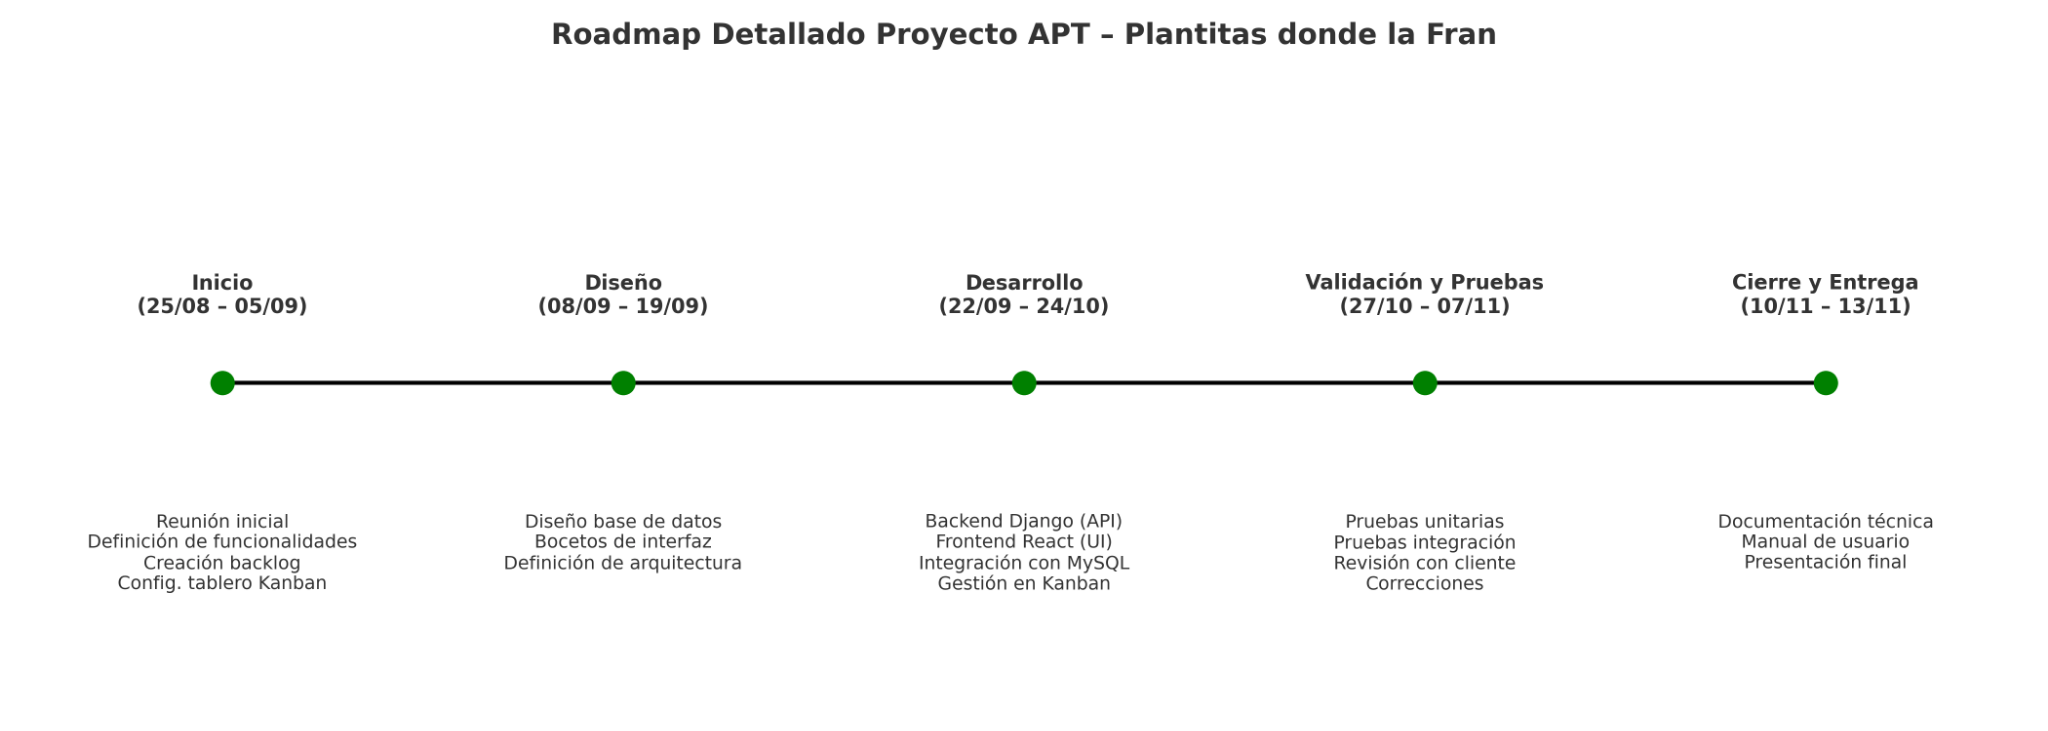 Roadmap Detallado Proyecto APT – Plantitas donde la Fran
Inicio
(25/08 – 05/09)
Diseño
(08/09 – 19/09)
Desarrollo
(22/09 – 24/10)
Validación y Pruebas
(27/10 – 07/11)
Cierre y Entrega
(10/11 – 13/11)
Reunión inicial
Definición de funcionalidades
Creación backlog
Config. tablero Kanban
Diseño base de datos
Bocetos de interfaz
Definición de arquitectura
Backend Django (API)
Frontend React (UI)
Integración con MySQL
Gestión en Kanban
Pruebas unitarias
Pruebas integración
Revisión con cliente
Correcciones
Documentación técnica
Manual de usuario
Presentación final